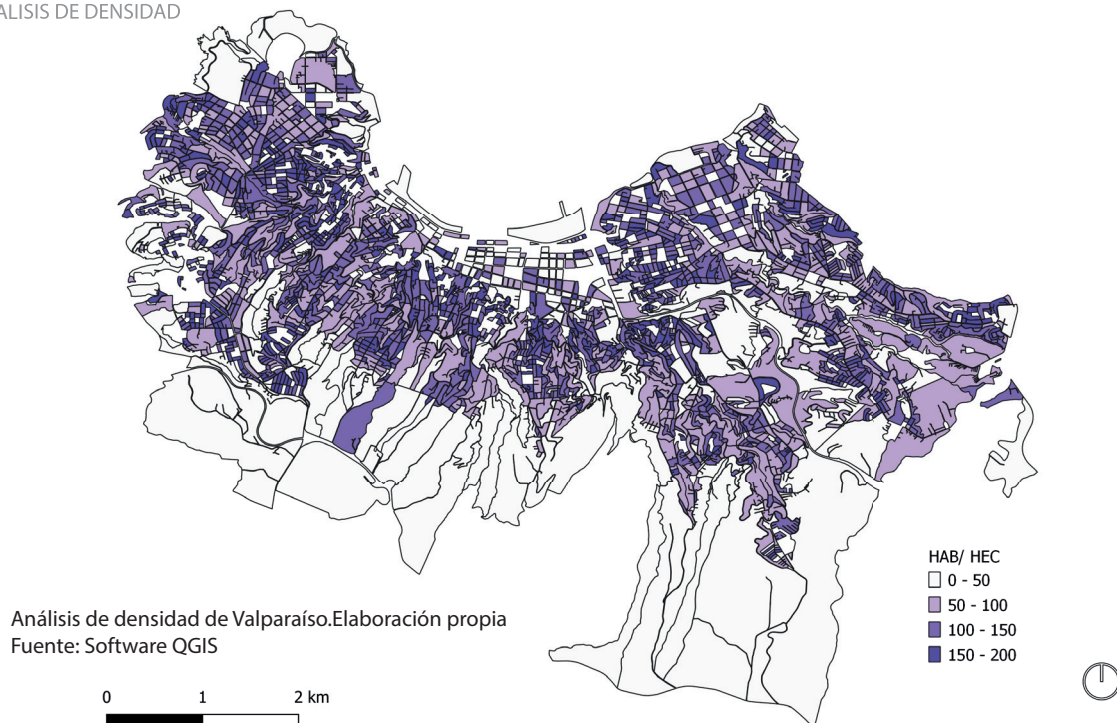 ALISIS DE DENSIDAD
HAB/ HEC
0 - 50
50 - 100
100 - 150
150 - 200
Análisis de densidad de Valparaíso.Elaboración propia
Fuente: Software QGIS
0 1 2 km